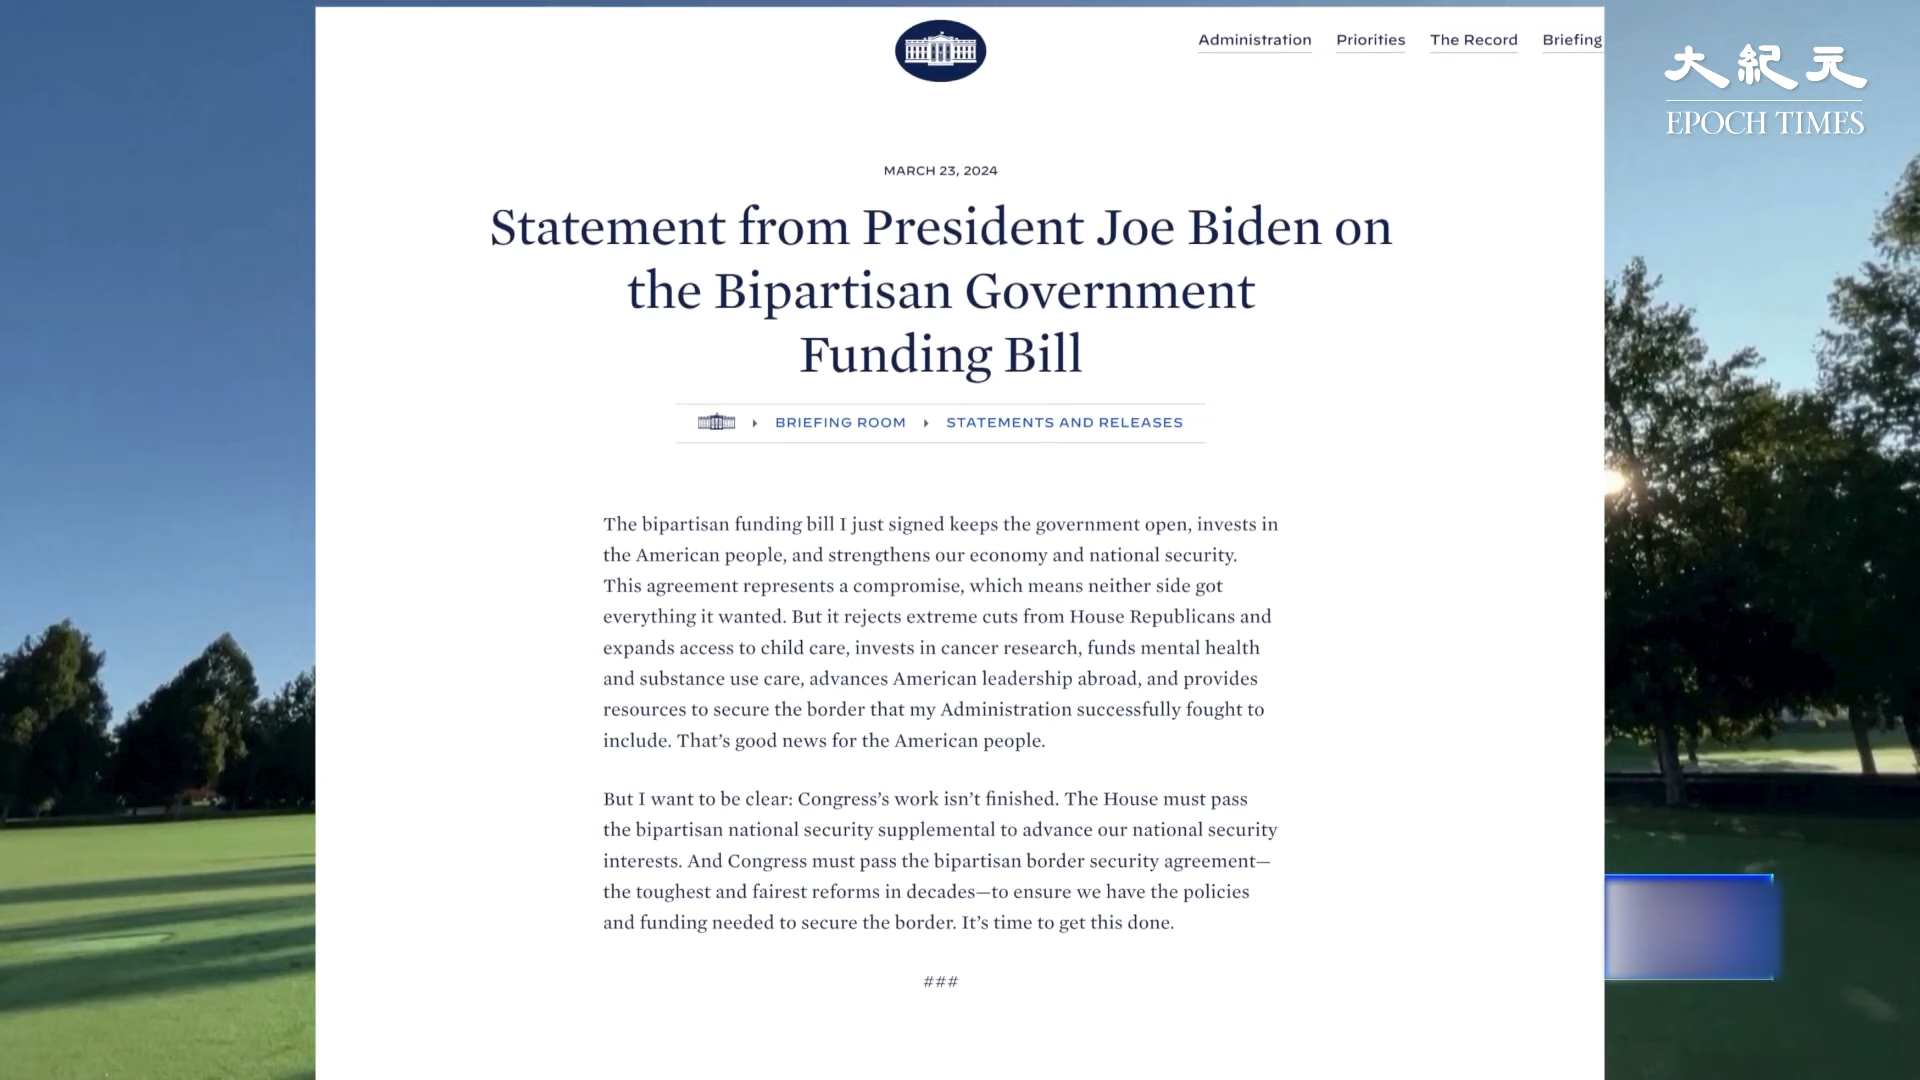 Administration Priorities The Record Briefing
大紀元
EPOCH TIMES
MARCH 23, 2024
Statement from President Joe Biden on
the Bipartisan Government
Funding Bill
BRIEFING ROOM STATEMENTS AND RELEASES
The bipartisan funding bill I just signed keeps the government open, invests in
the American people, and strengthens our economy and national security.
This agreement represents a compromise, which means neither side got
everything it wanted. But it rejects extreme cuts from House Republicans and
expands access to child care, invests in cancer research, funds mental health
and substance use care, advances American leadership abroad, and provides
resources to secure the border that my Administration successfully fought to
include. That’s good news for the American people.
But I want to be clear: Congress’s work isn’t finished. The House must pass
the bipartisan national security supplemental to advance our national security
interests. And Congress must pass the bipartisan border security agreement—
the toughest and fairest reforms in decades—to ensure we have the policies
and funding needed to secure the border. It’s time to get this done.
###